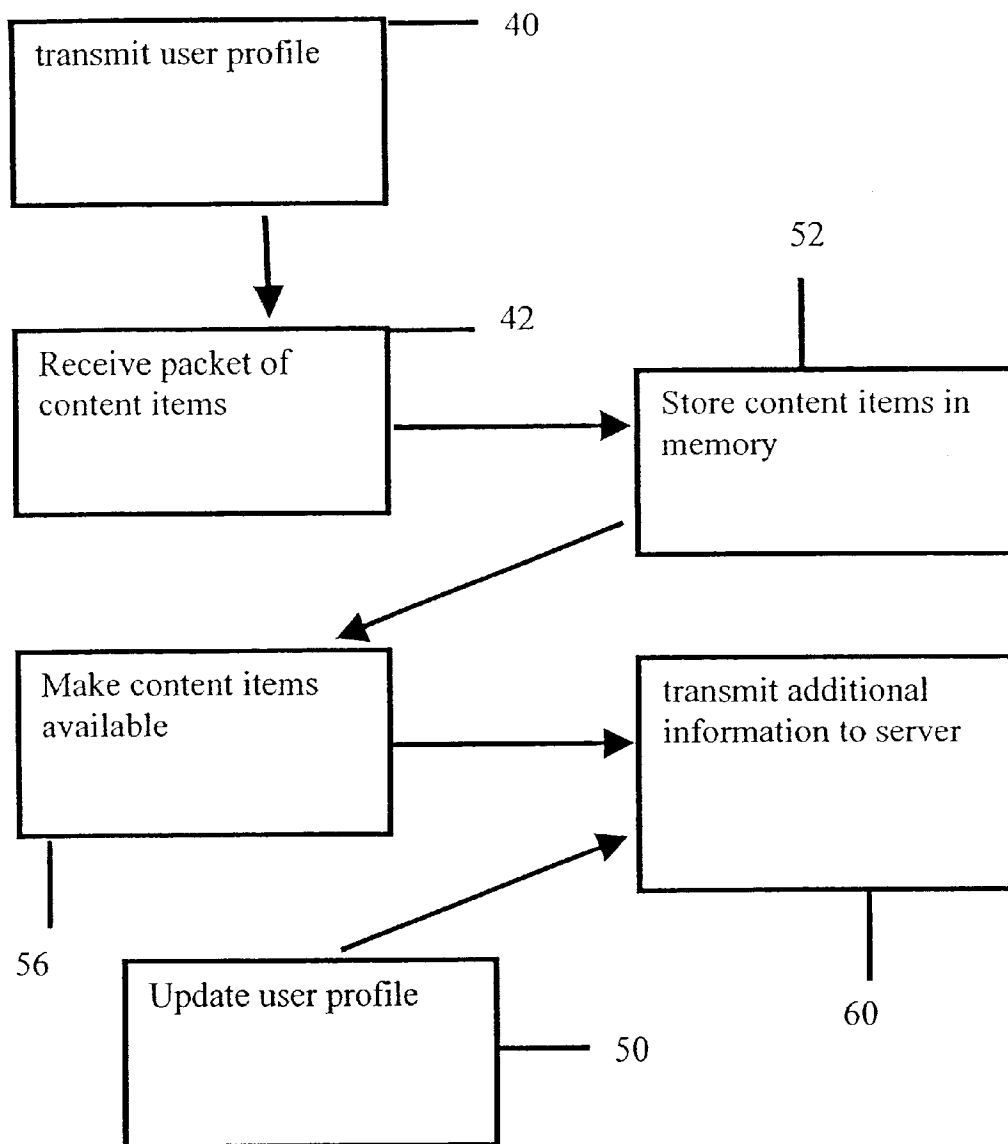 transmit user profile
40
42
Receive packet of
content items
52
Store content items in
memory
Make content items
available
56
transmit additional
information to server
60
Update user profile
50